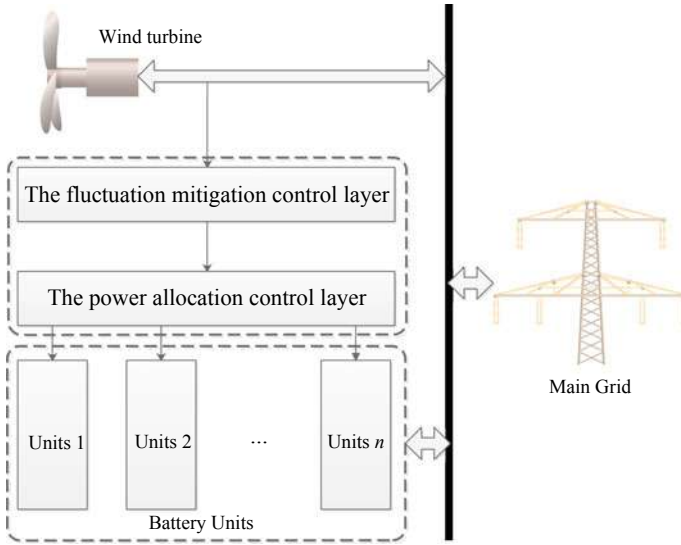 Wind turbine
The fluctuation mitigation control layer
The power allocation control layer
Main Grid
Units 1
Units 2
...
Units n
Battery Units